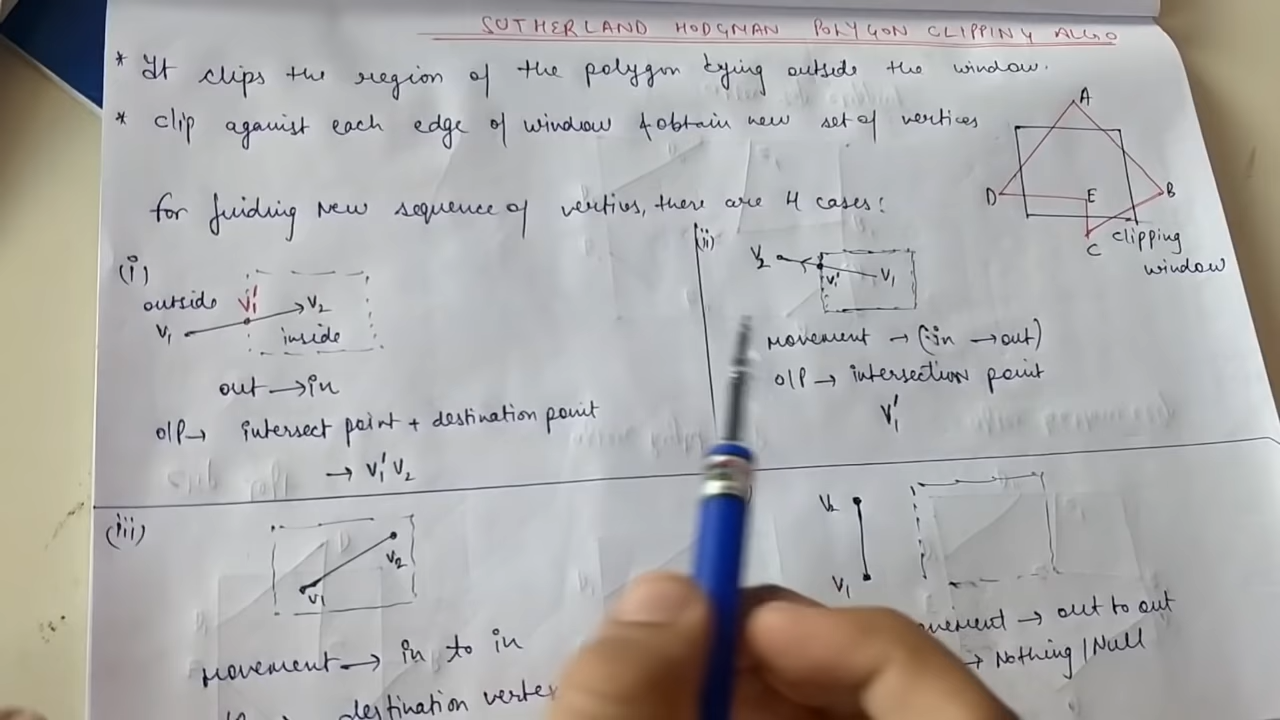 SUTHERLAND HODGMAN POLYGON CLIPPING ALGO
* It clips the region of the polygon lying outside the window.
* clip against each edge of window & obtain new set of vertices
A
D
E
B
C
clipping
window
for finding New sequence of vertius, there are 4 cases:
(i)
outside
V1'
V2
V1
inside
out → in
O/P → intersect point + destination point
→ V1' V2
(ii)
V2
V1'
V1
Movement → (in → out)
O/P → intersection point
V1'
(iii)
V2
V1
Movement → in to in
destination
V2
V1
→ out to out
→ Nothing / Null